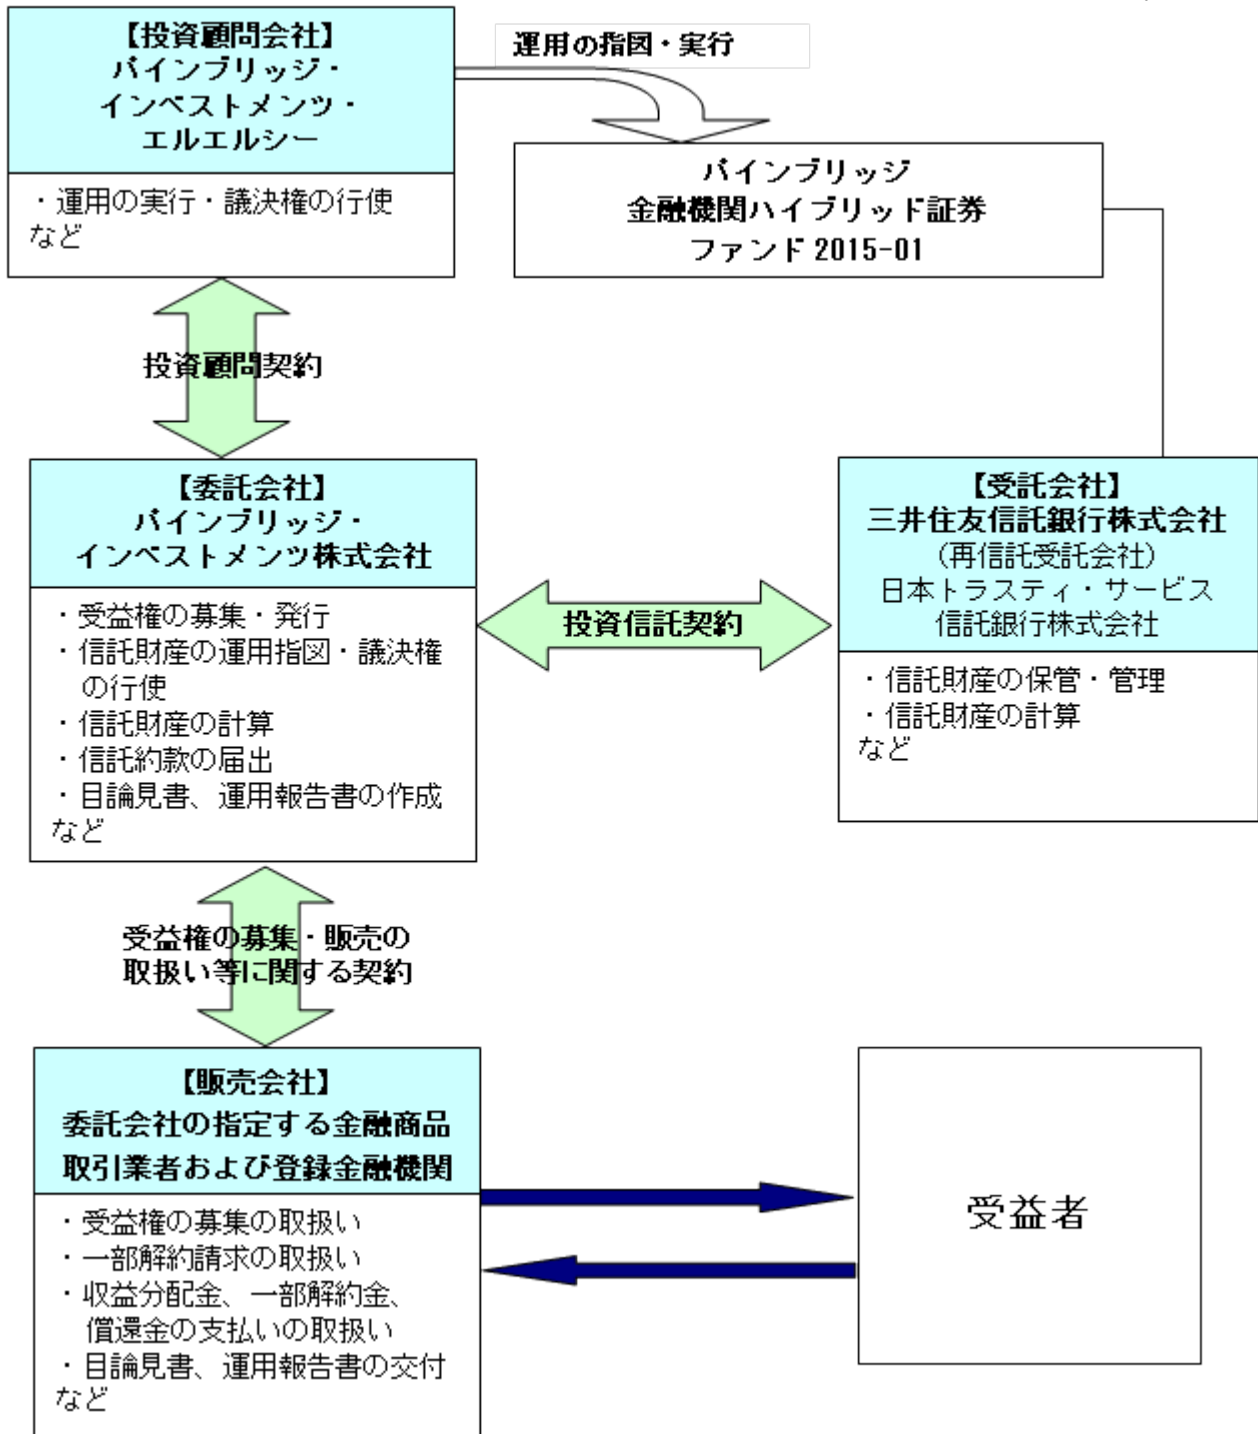 【投資顧問会社】
パインブリッジ・
インベストメンツ・
エルエルシー
・運用の実行・議決権の行使
など
運用の指図・実行
パインブリッジ
金融機関ハイブリッド証券
ファンド 2015-01
投資顧問契約
【委託会社】
パインブリッジ・
インベストメンツ株式会社
・受益権の募集・発行
・信託財産の運用指図・議決権
の行使
・信託財産の計算
・信託約款の届出
・目論見書、運用報告書の作成
など
投資信託契約
【受託会社】
三井住友信託銀行株式会社
（再信託受託会社）
日本トラスティ・サービス
信託銀行株式会社
・信託財産の保管・管理
・信託財産の計算
など
受益権の募集・販売の
取扱い等に関する契約
【販売会社】
委託会社の指定する金融商品
取引業者および登録金融機関
・受益権の募集の取扱い
・一部解約請求の取扱い
・収益分配金、一部解約金、
償還金の支払いの取扱い
・目論見書、運用報告書の交付
など
受益者